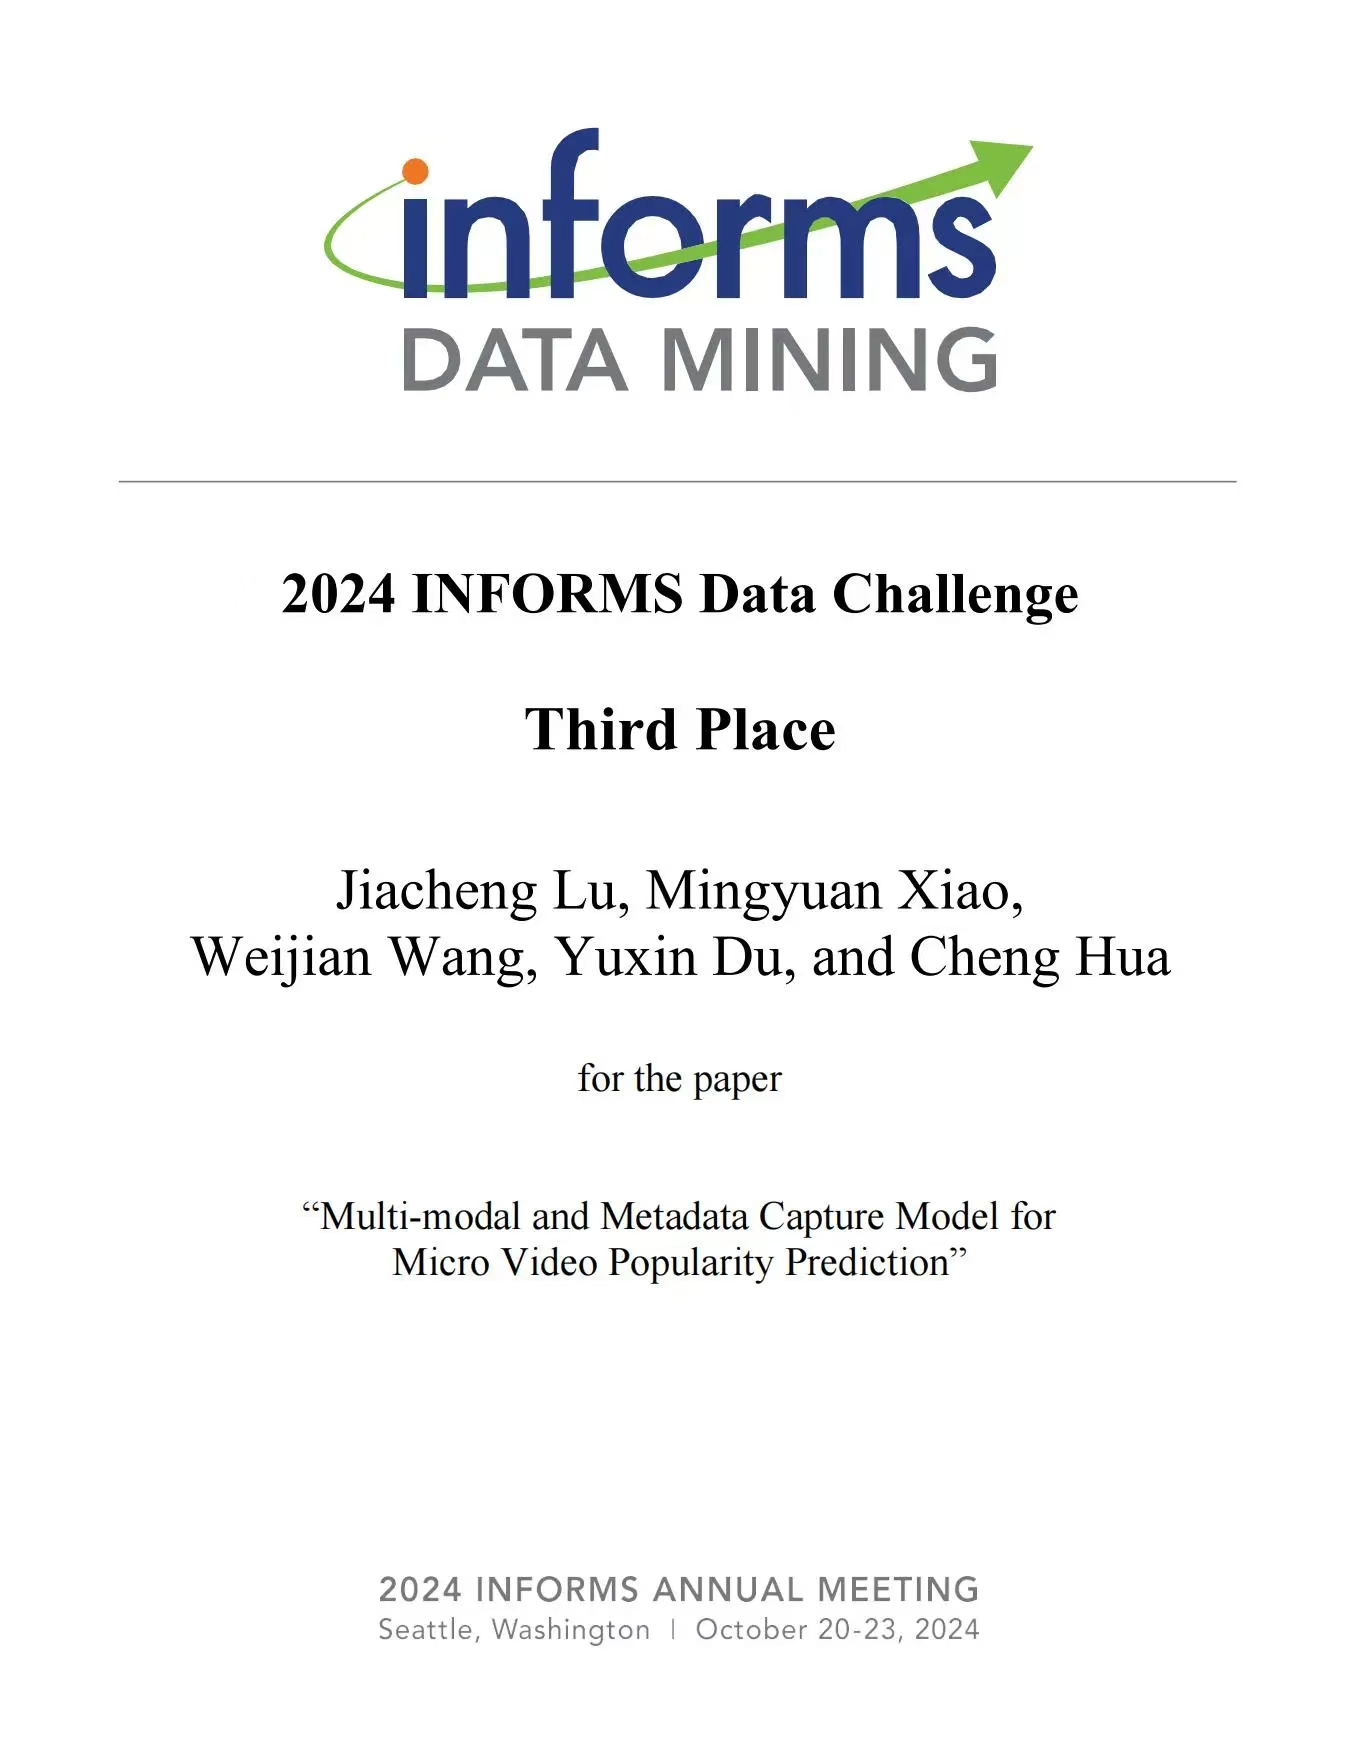 informs
DATA MINING
2024 INFORMS Data Challenge
Third Place
Jiacheng Lu, Mingyuan Xiao,
Weijian Wang, Yuxin Du, and Cheng Hua
for the paper
“Multi-modal and Metadata Capture Model for
Micro Video Popularity Prediction”
2024 INFORMS ANNUAL MEETING
Seattle, Washington | October 20-23, 2024